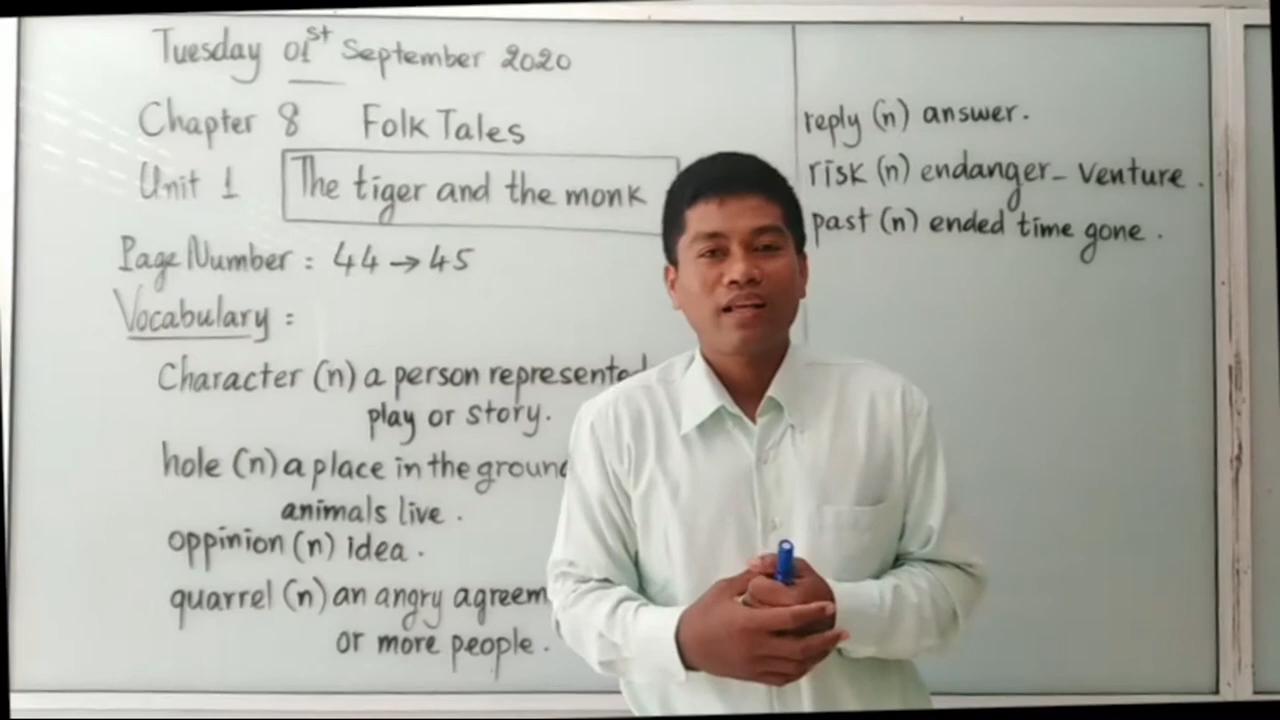 Tuesday 01st September 2020
Chapter 8 Folk Tales
Unit 1 The tiger and the monk
Page Number : 44 → 45
Vocabulary :
Character (n) a person represented
play or story.
hole (n) a place in the ground
animals live .
oppinion (n) idea .
quarrel (n) an angry agreem
or more people .
reply (n) answer .
risk (n) endanger - venture .
past (n) ended time gone .